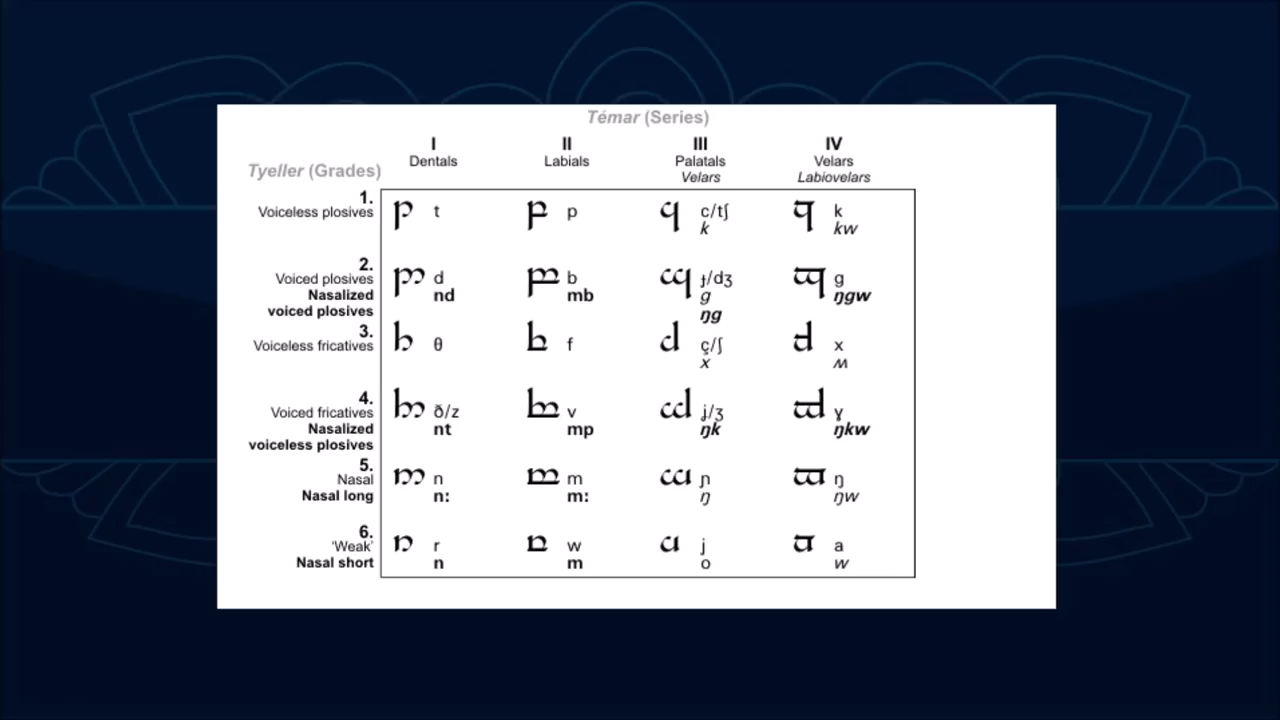 Témar (Series)
I II III IV
Dentals Labials Palatals Velars
Tyeller (Grades) Velars Labiovelars
1.
Voiceless plosives t p c/tʃ k
k kw
2.
Voiced plosives d b ɟ/dʒ g
Nasalized nd mb g ŋgw
voiced plosives ŋg
3.
Voiceless fricatives θ f ç/ʃ x
x ʍ
4.
Voiced fricatives ð/z v ʝ/ʒ ɣ
Nasalized nt mp ŋk ŋkw
voiceless plosives
5.
Nasal n m ɲ ŋ
Nasal long n: m: ŋ ŋw
6.
‘Weak’ r w j a
Nasal short n m o w